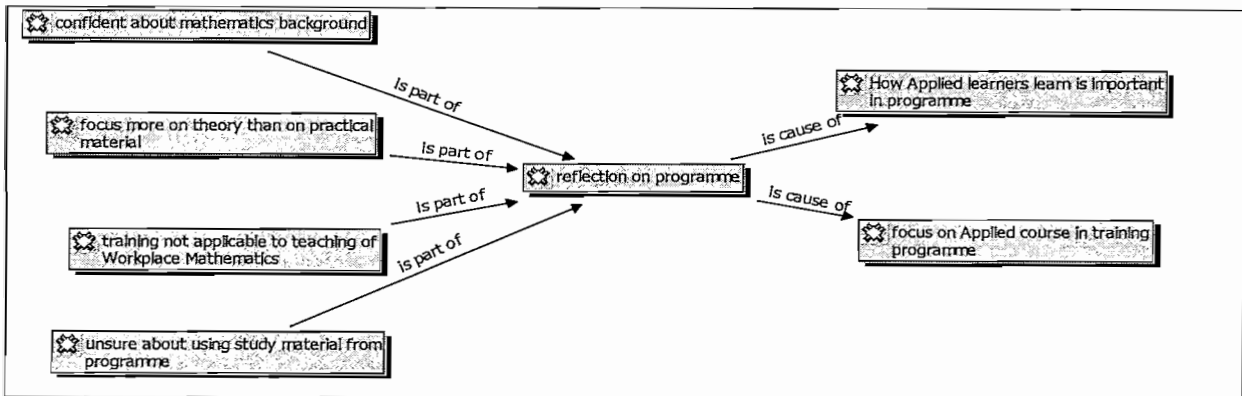 confident about mathematics background
is part of
How Applied learners learn is important
in programme
focus more on theory than on practical
material
is part of
is cause of
reflection on programme
is part of
is cause of
training not applicable to teaching of
Workplace Mathematics
is part of
focus on Applied course in training
programme
unsure about using study material from
programme